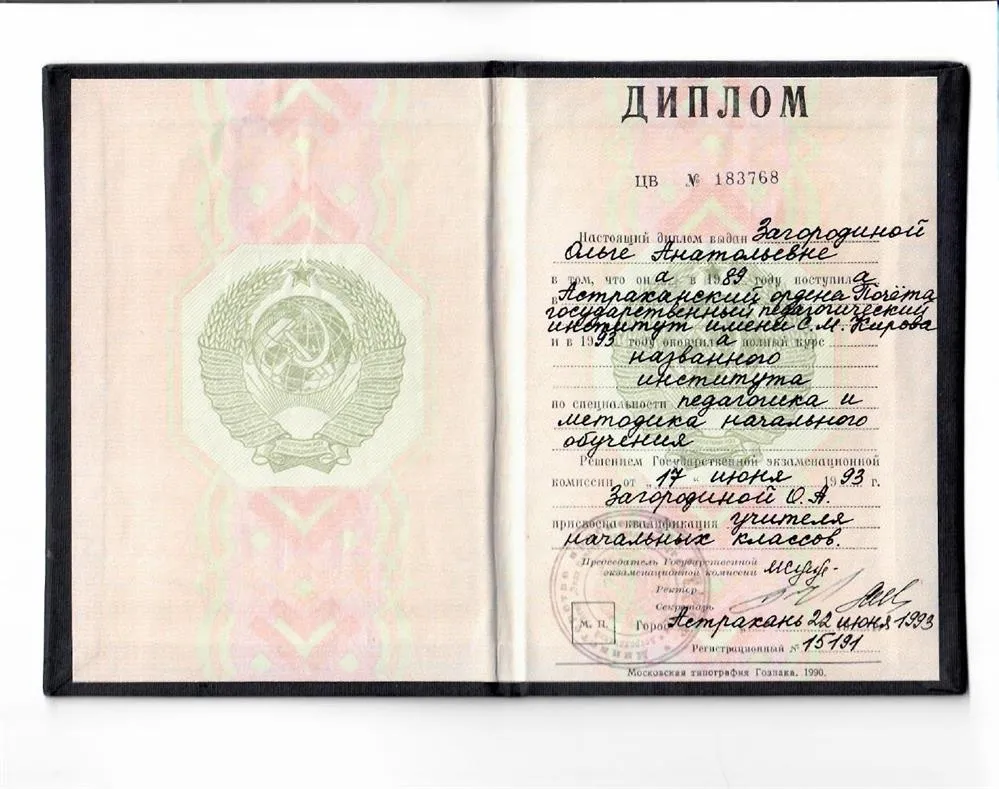 ДИПЛОМ
ЦВ № 183768
Настоящий диплом выдан Загородиной
Ольге Анатольевне
в том, что она в 1989 году поступила
в Астраханский ордена Почёта
государственный педагогический
институт имени С. М. Кирова
и в 1993 году окончила полный курс
названного
института
по специальности педагогика и
методика начального
обучения
Решением Государственной экзаменационной
комиссии от „17" июня 1993 г.
Загородиной О. А.
присвоена квалификация учителя
начальных классов.
Председатель Государственной
экзаменационной комиссии
Ректор
Секретарь
М. П. Город Астрахань 22 июня 1993
Регистрационный № 15191
Московская типография Гознака. 1990.